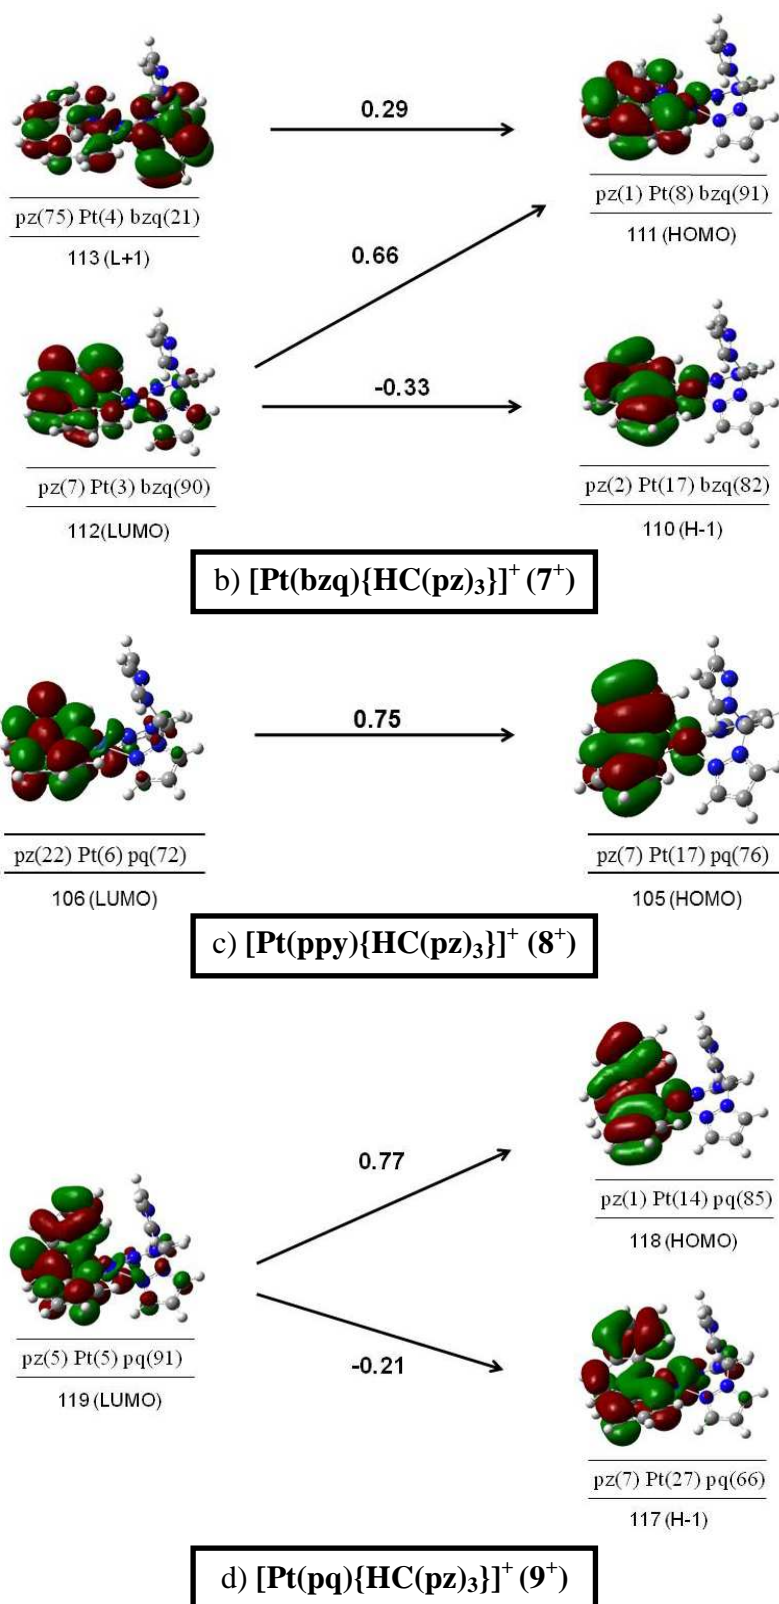 0.29
pz(75) Pt(4) bzq(21)
113 (L+1)
pz(1) Pt(8) bzq(91)
111 (HOMO)
0.66
-0.33
pz(7) Pt(3) bzq(90)
112(LUMO)
pz(2) Pt(17) bzq(82)
110 (H-1)
b) [Pt(bzq){HC(pz)₃}]⁺ (7⁺)
0.75
pz(22) Pt(6) pq(72)
106 (LUMO)
pz(7) Pt(17) pq(76)
105 (HOMO)
c) [Pt(ppy){HC(pz)₃}]⁺ (8⁺)
0.77
pz(1) Pt(14) pq(85)
118 (HOMO)
pz(5) Pt(5) pq(91)
119 (LUMO)
-0.21
pz(7) Pt(27) pq(66)
117 (H-1)
d) [Pt(pq){HC(pz)₃}]⁺ (9⁺)